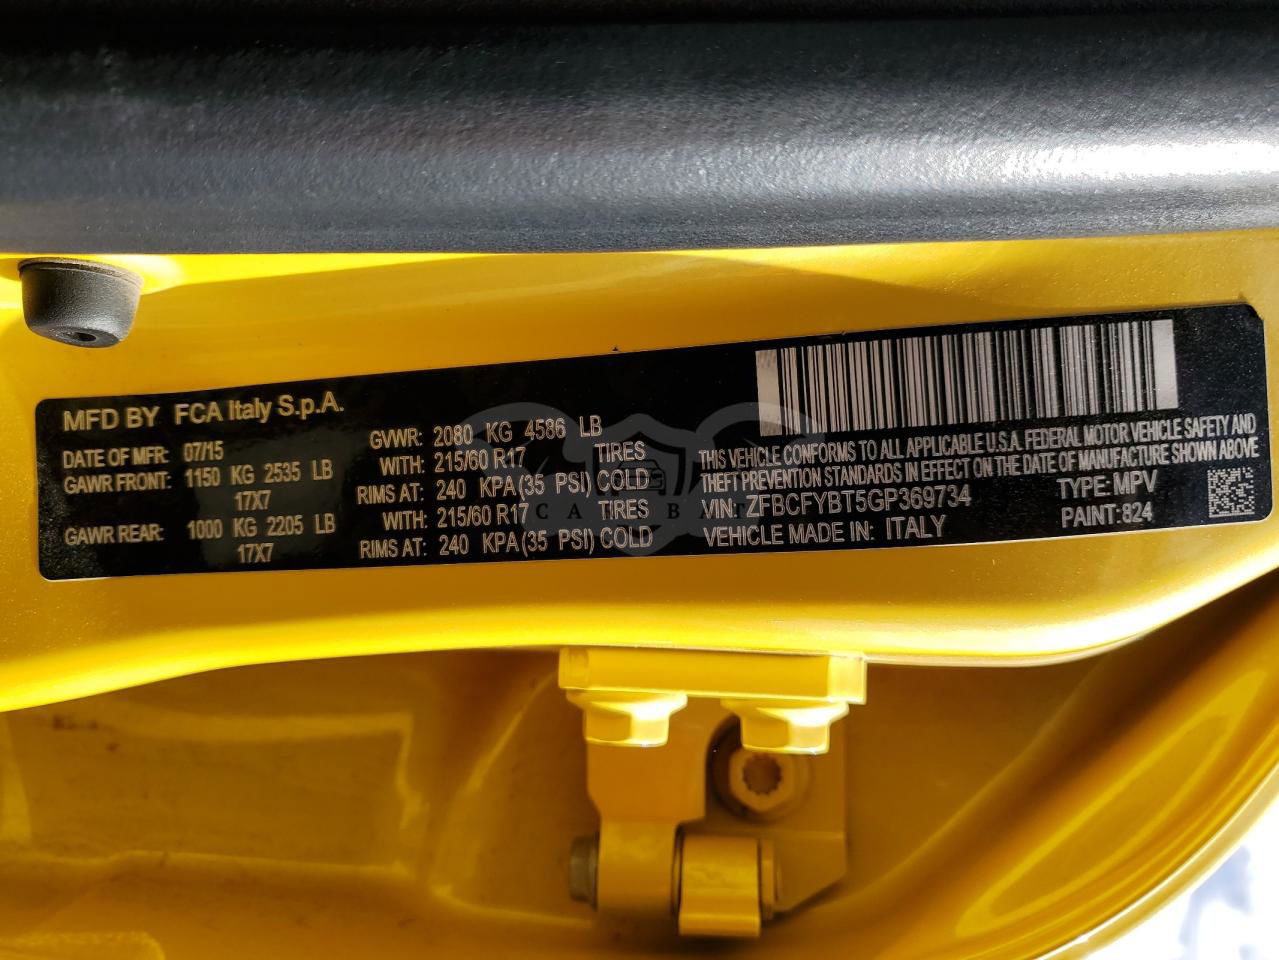 MFD BY FCA Italy S.p.A.
DATE OF MFR: 07/15
GAWR FRONT: 1150 KG 2535 LB
17X7
GAWR REAR: 1000 KG 2205 LB
17X7
GVWR: 2080 KG 4586 LB
WITH: 215/60 R17 TIRES
RIMS AT: 240 KPA(35 PSI) COLD
WITH: 215/60 R17 TIRES
RIMS AT: 240 KPA(35 PSI) COLD
THIS VEHICLE CONFORMS TO ALL APPLICABLE U.S.A. FEDERAL MOTOR VEHICLE SAFETY AND
THEFT PREVENTION STANDARDS IN EFFECT ON THE DATE OF MANUFACTURE SHOWN ABOVE
VIN: ZFBCFYBT5GP369734 TYPE: MPV
VEHICLE MADE IN: ITALY PAINT:824